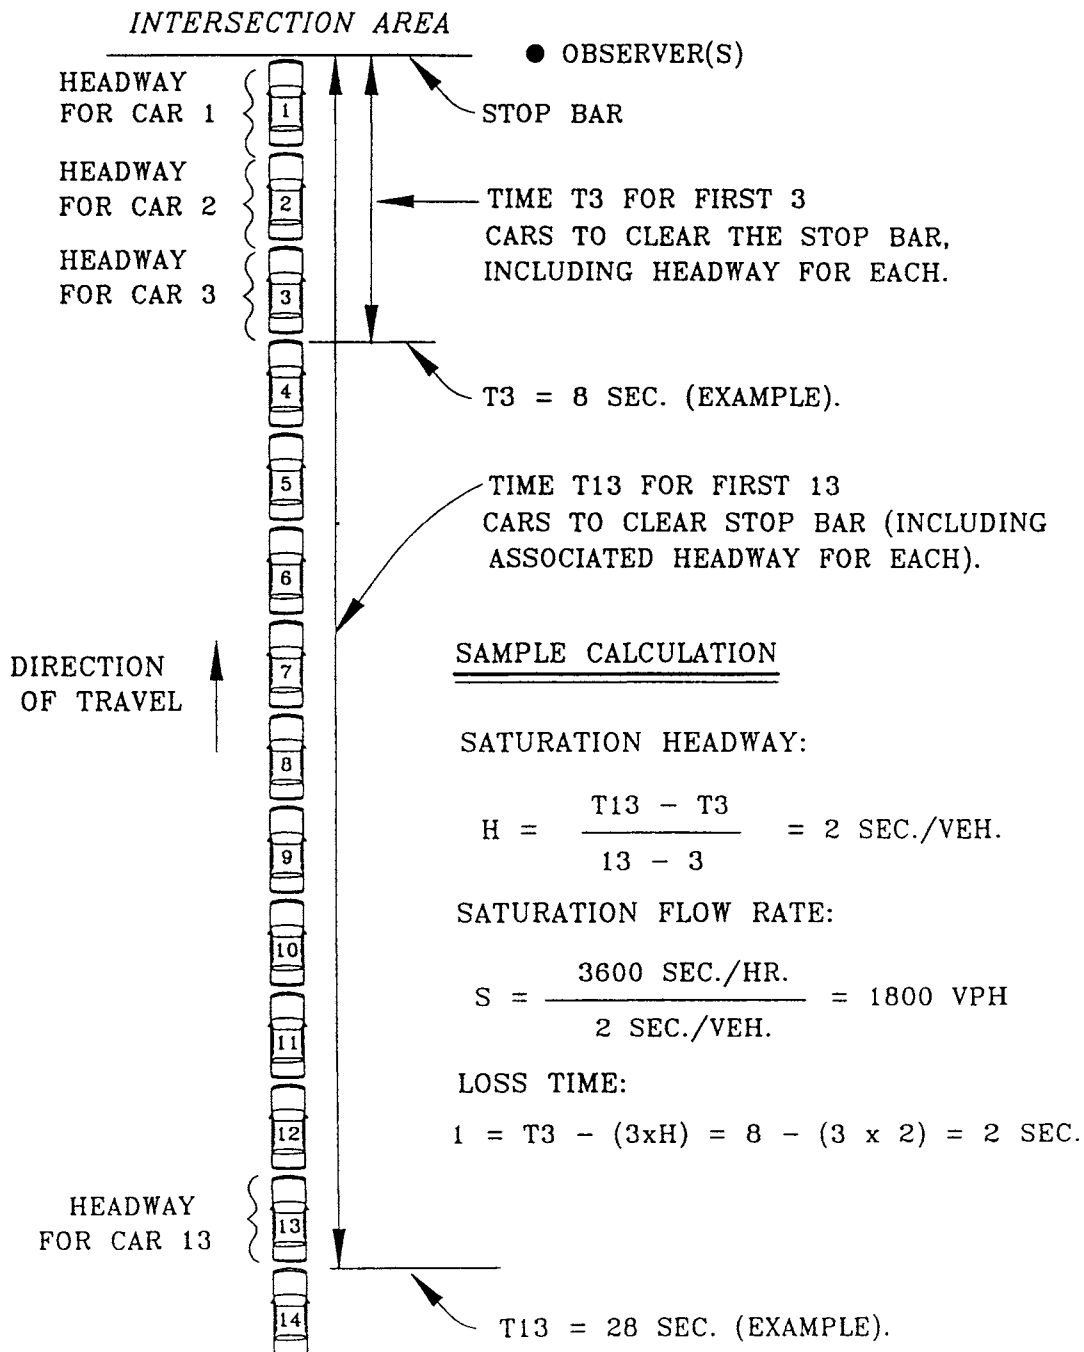 INTERSECTION AREA
● OBSERVER(S)
HEADWAY
FOR CAR 1
1
STOP BAR
HEADWAY
FOR CAR 2
2
TIME T3 FOR FIRST 3
CARS TO CLEAR THE STOP BAR,
INCLUDING HEADWAY FOR EACH.
HEADWAY
FOR CAR 3
3
4
T3 = 8 SEC. (EXAMPLE).
5
TIME T13 FOR FIRST 13
CARS TO CLEAR STOP BAR (INCLUDING
ASSOCIATED HEADWAY FOR EACH).
6
DIRECTION
OF TRAVEL
7
SAMPLE CALCULATION
8
SATURATION HEADWAY:
H = T13 - T3
13 - 3
= 2 SEC./VEH.
9
SATURATION FLOW RATE:
10
S = 3600 SEC./HR.
2 SEC./VEH.
= 1800 VPH
11
LOSS TIME:
12
1 = T3 - (3xH) = 8 - (3 x 2) = 2 SEC.
HEADWAY
FOR CAR 13
13
14
T13 = 28 SEC. (EXAMPLE).